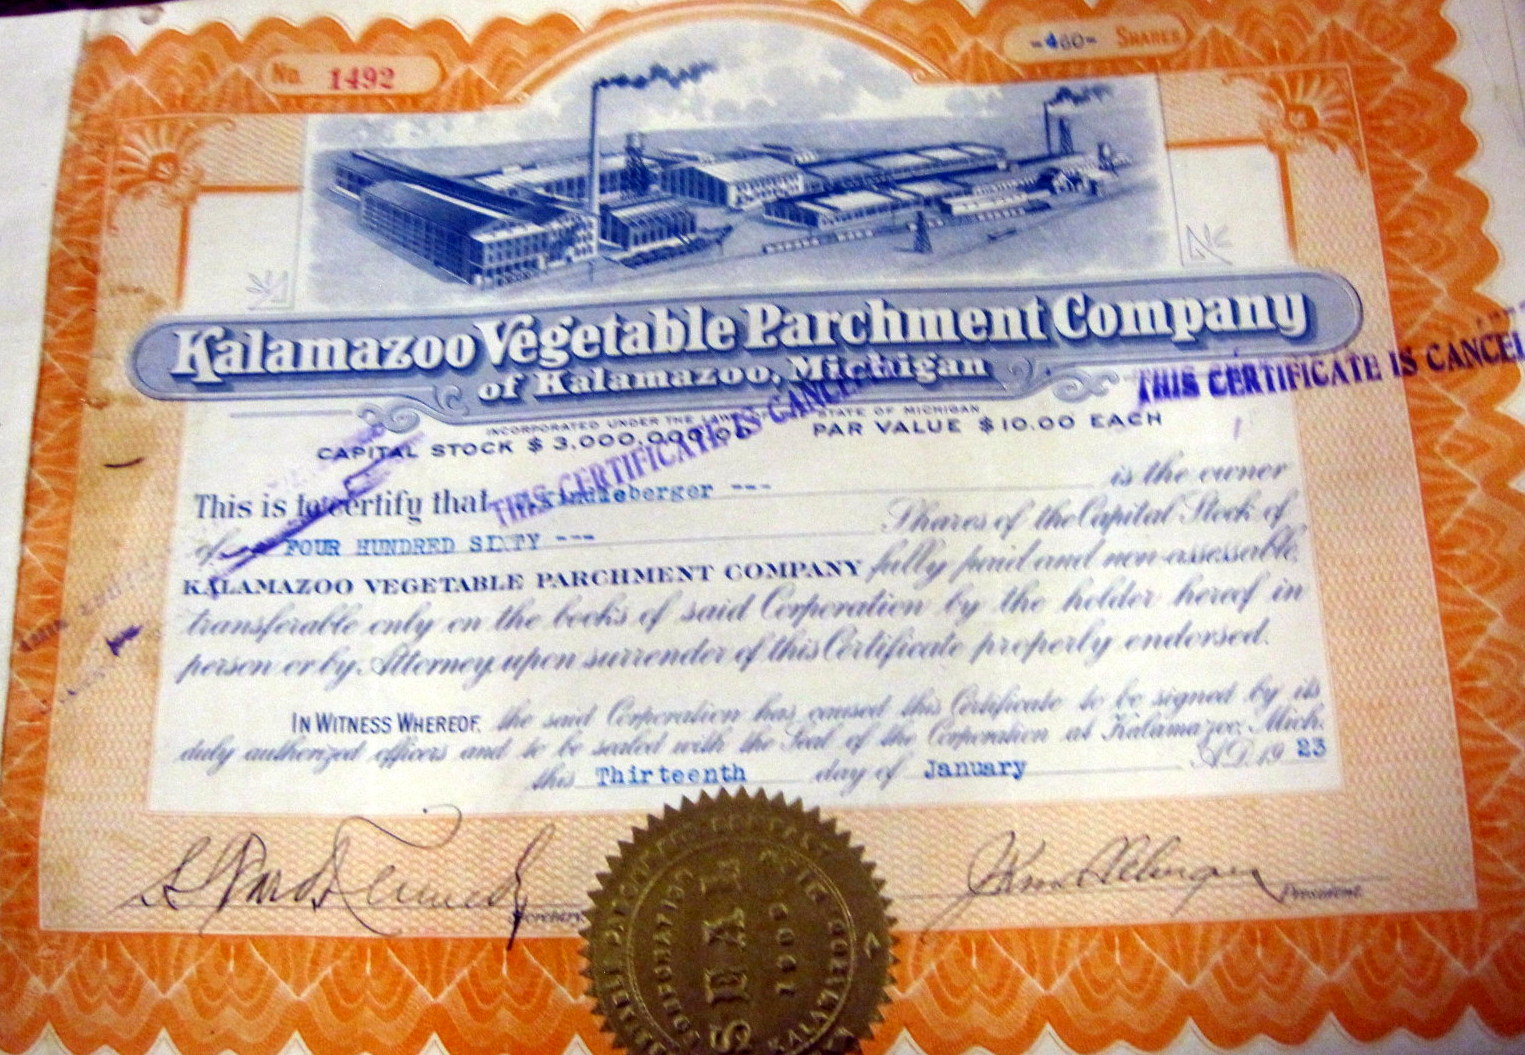 No. 1492
-460- SHARES
Kalamazoo Vegetable Parchment Company
of Kalamazoo, Michigan
INCORPORATED UNDER THE LAWS STATE OF MICHIGAN
CAPITAL STOCK $3,000,000.00 PAR VALUE $10.00 EACH
THIS CERTIFICATE IS CANCEL
THIS CERTIFICATE IS CANCEL
This is to certify that --- is the owner
of FOUR HUNDRED SIXTY --- Shares of the Capital Stock of
KALAMAZOO VEGETABLE PARCHMENT COMPANY fully paid and non-assessable,
transferable only on the books of said Corporation by the holder hereof in
person or by Attorney, upon surrender of this Certificate properly endorsed.
IN WITNESS WHEREOF, the said Corporation has caused this Certificate to be signed by its
duly authorized officers and to be sealed with the Seal of the Corporation at Kalamazoo, Mich.
this Thirteenth day of January A.D. 19 23
Secretary.
President.
SEAL